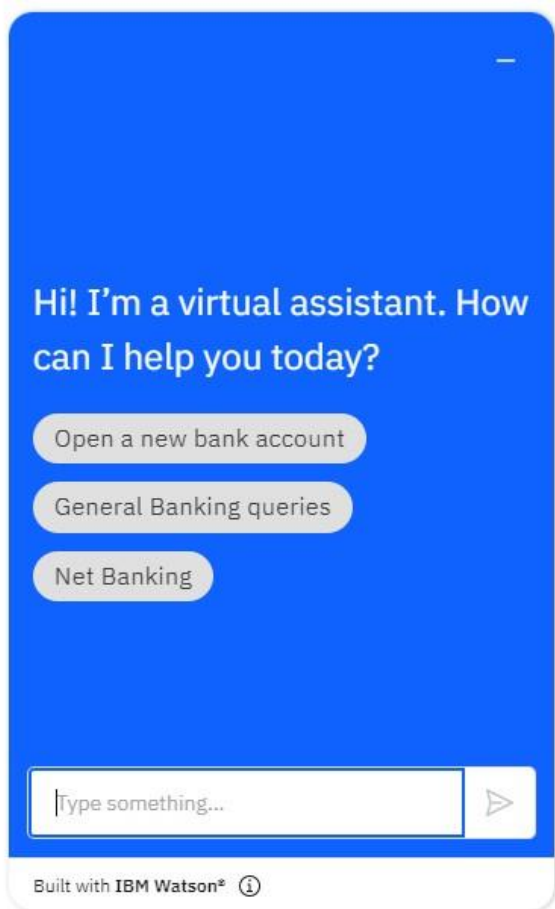 Hi! I’m a virtual assistant. How
can I help you today?
Open a new bank account
General Banking queries
Net Banking
Type something...
Built with IBM Watson®